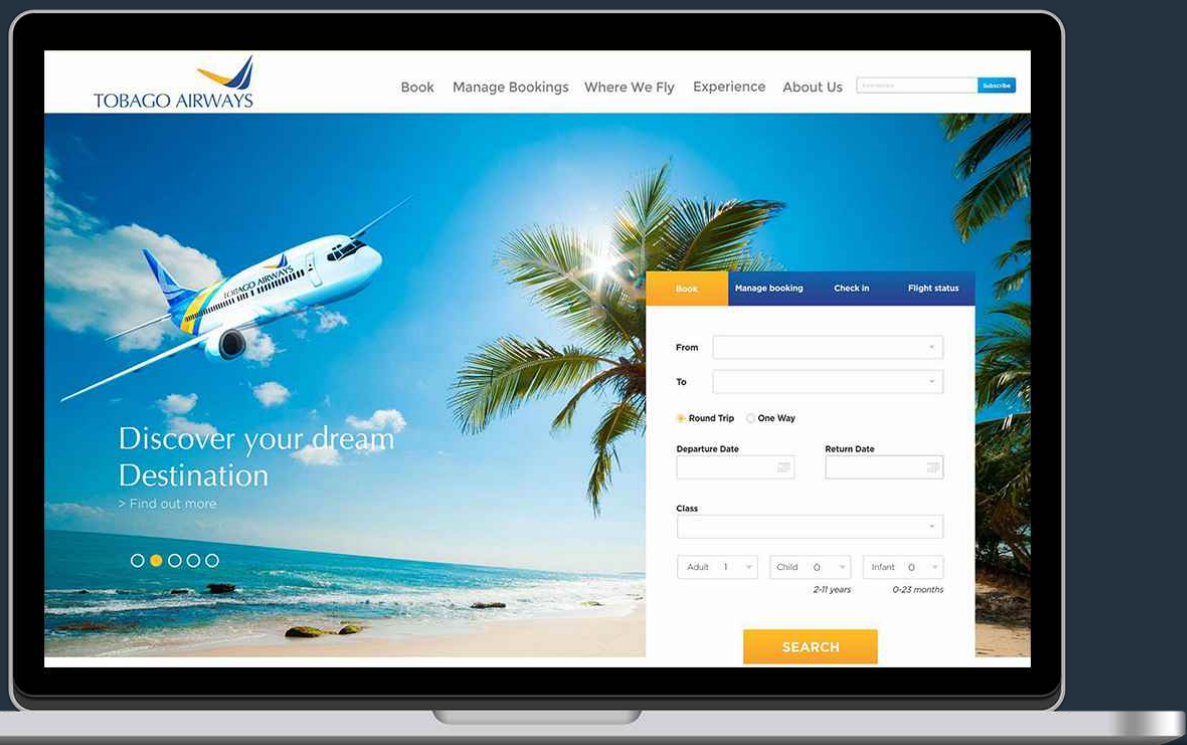 TOBAGO AIRWAYS
Book Manage Bookings Where We Fly Experience About Us Subscribe
TOBAGO AIRWAYS
Book Manage booking Check in Flight status
From
To
Round Trip One Way
Departure Date Return Date
Class
Adult 1 Child 0 Infant 0
2-11 years 0-23 months
SEARCH
Discover your dream
Destination
> Find out more